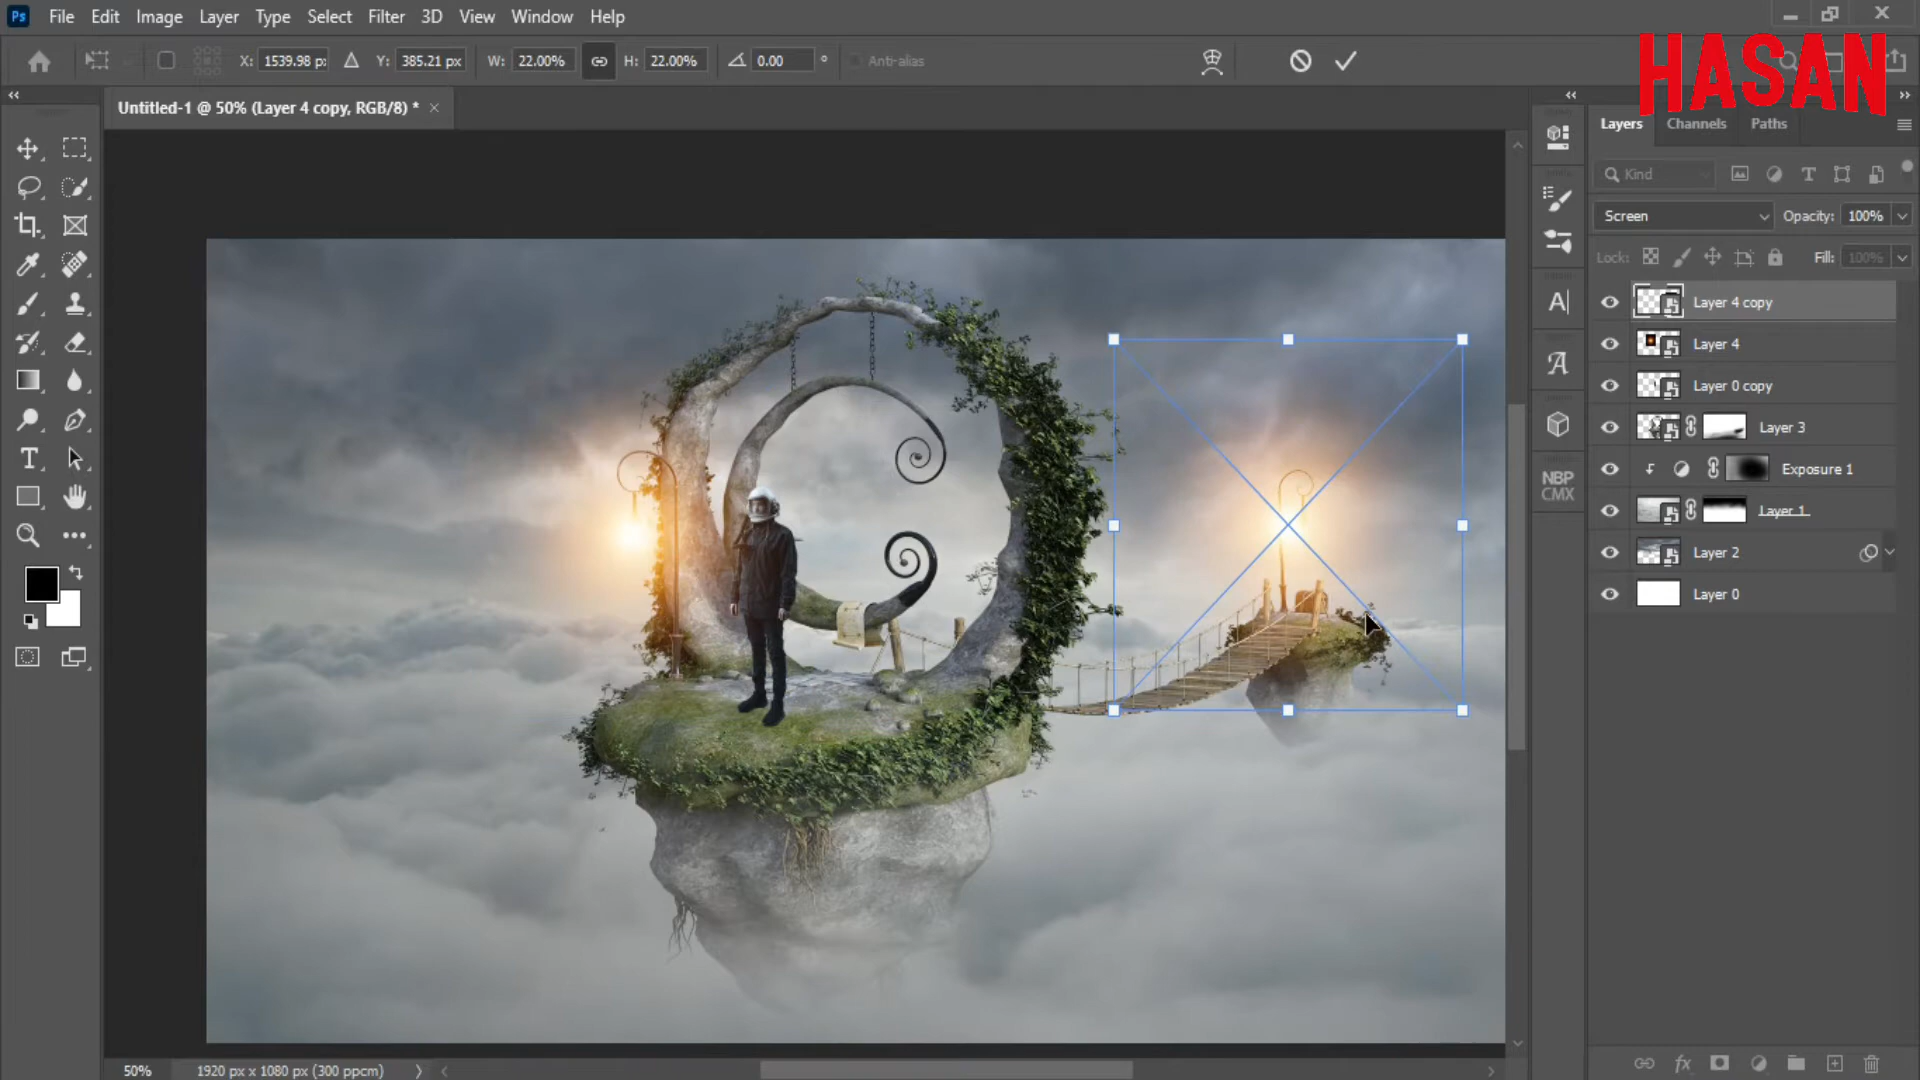 Ps File Edit Image Layer Type Select Filter 3D View Window Help
X: 1539.98 px Y: 385.21 px W: 22.00% H: 22.00% 0.00 ° Anti-alias
HASAN
Untitled-1 @ 50% (Layer 4 copy, RGB/8) * ×
Layers Channels Paths
Kind
Screen Opacity: 100%
Lock: Fill: 100%
Layer 4 copy
Layer 4
Layer 0 copy
Layer 3
Exposure 1
Layer 1
Layer 2
Layer 0
NBP
CMX
fx
50% 1920 px x 1080 px (300 ppcm)